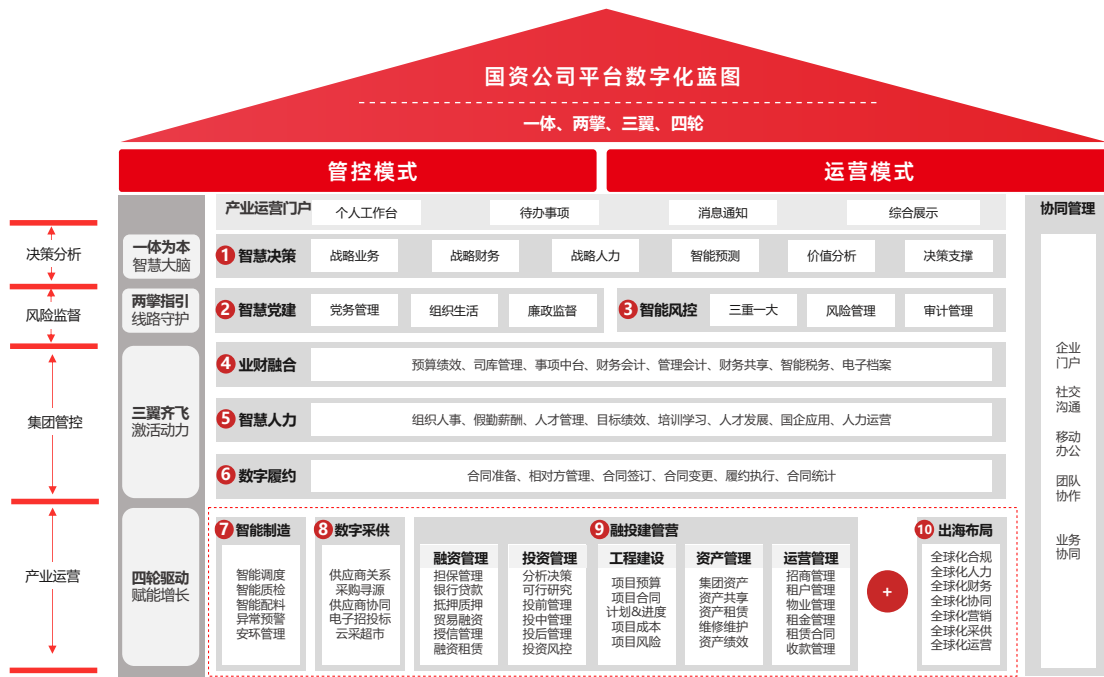 国资公司平台数字化蓝图
一体、两擎、三翼、四轮
管控模式
运营模式
产业运营门户
个人工作台
待办事项
消息通知
综合展示
协同管理
决策分析
一体为本
智慧大脑
1 智慧决策
战略业务
战略财务
战略人力
智能预测
价值分析
决策支撑
风险监督
两擎指引
线路守护
2 智慧党建
党务管理
组织生活
廉政监督
3 智能风控
三重一大
风险管理
审计管理
集团管控
三翼齐飞
激活动力
4 业财融合
预算绩效、司库管理、事项中台、财务会计、管理会计、财务共享、智能税务、电子档案
5 智慧人力
组织人事、假勤薪酬、人才管理、目标绩效、培训学习、人才发展、国企应用、人力运营
6 数字履约
合同准备、相对方管理、合同签订、合同变更、履约执行、合同统计
产业运营
四轮驱动
赋能增长
7 智能制造
智能调度
智能质检
智能配料
异常预警
安环管理
8 数字采供
供应商关系
采购寻源
供应商协同
电子招投标
云采超市
9 融投建管营
融资管理
担保管理
银行贷款
抵押质押
贸易融资
授信管理
融资租赁
投资管理
分析决策
可行研究
投前管理
投中管理
投后管理
投资风控
工程建设
项目预算
项目合同
计划&进度
项目成本
项目风险
资产管理
集团资产
资产共享
资产租赁
维修维护
资产绩效
运营管理
招商管理
租户管理
物业管理
租金管理
租赁合同
收款管理
+
10 出海布局
全球化合规
全球化人力
全球化财务
全球化协同
全球化营销
全球化采供
全球化运营
企业
门户
社交
沟通
移动
办公
团队
协作
业务
协同